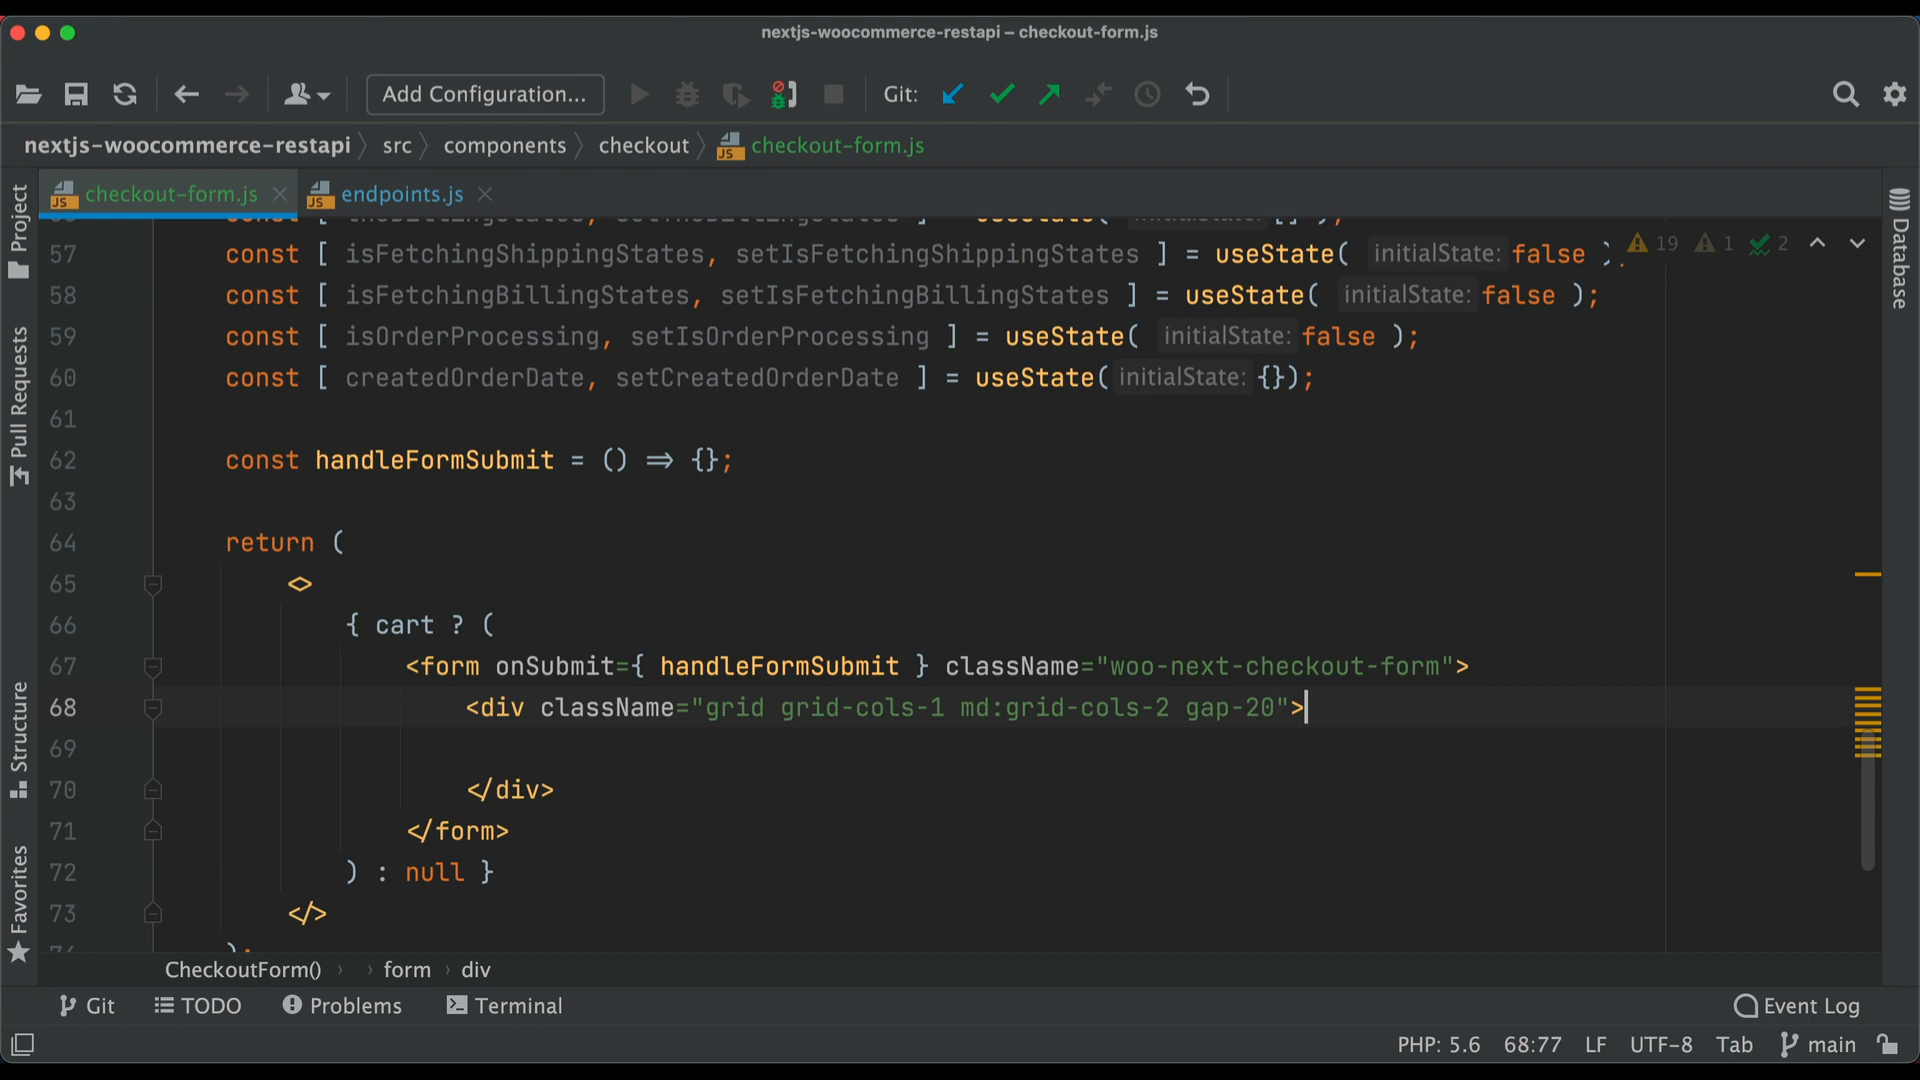 nextjs-woocommerce-restapi – checkout-form.js
Add Configuration... Git:
nextjs-woocommerce-restapi src components checkout checkout-form.js
checkout-form.js endpoints.js
Project
Pull Requests
Structure
Favorites
Database
19 1 2
57 const [ isFetchingShippingStates, setIsFetchingShippingStates ] = useState( initialState: false );
58 const [ isFetchingBillingStates, setIsFetchingBillingStates ] = useState( initialState: false );
59 const [ isOrderProcessing, setIsOrderProcessing ] = useState( initialState: false );
60 const [ createdOrderDate, setCreatedOrderDate ] = useState( initialState: {});
61
62 const handleFormSubmit = () ⇒ {};
63
64 return (
65 <>
66 { cart ? (
67 <form onSubmit={ handleFormSubmit } className="woo-next-checkout-form">
68 <div className="grid grid-cols-1 md:grid-cols-2 gap-20">
69
70 </div>
71 </form>
72 ) : null }
73 </>
74 );
CheckoutForm() › › form › div
Git TODO Problems Terminal Event Log
PHP: 5.6 68:77 LF UTF-8 Tab main